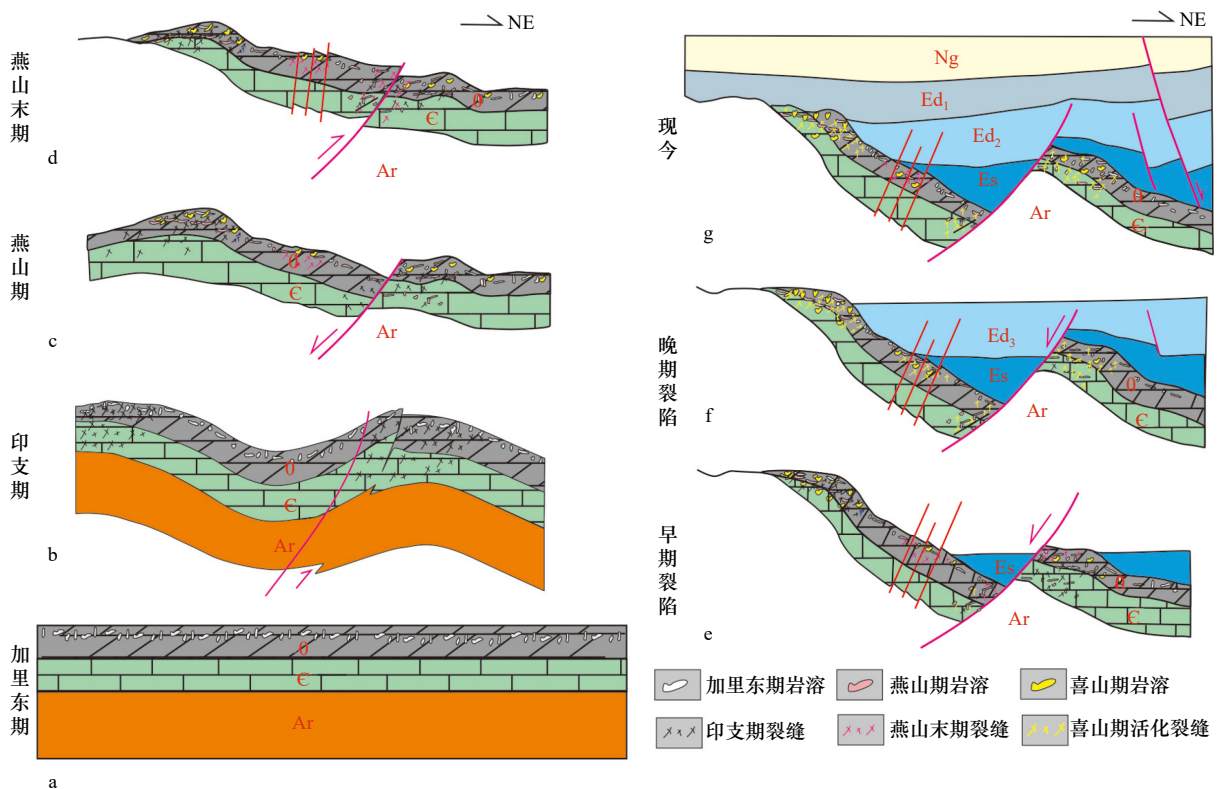 NE
燕山末期
O
Є
Ar
d
燕山期
O
Є
Ar
c
印支期
O
Є
Ar
b
加里东期
O
Є
Ar
a
NE
现今
Ng
Ed₁
Ed₂
Es
Ar
O
Є
g
晚期裂陷
Ed₃
Es
Ar
O
Є
f
早期裂陷
Es
Ar
O
Є
e
加里东期岩溶
燕山期岩溶
喜山期岩溶
印支期裂缝
燕山末期裂缝
喜山期活化裂缝